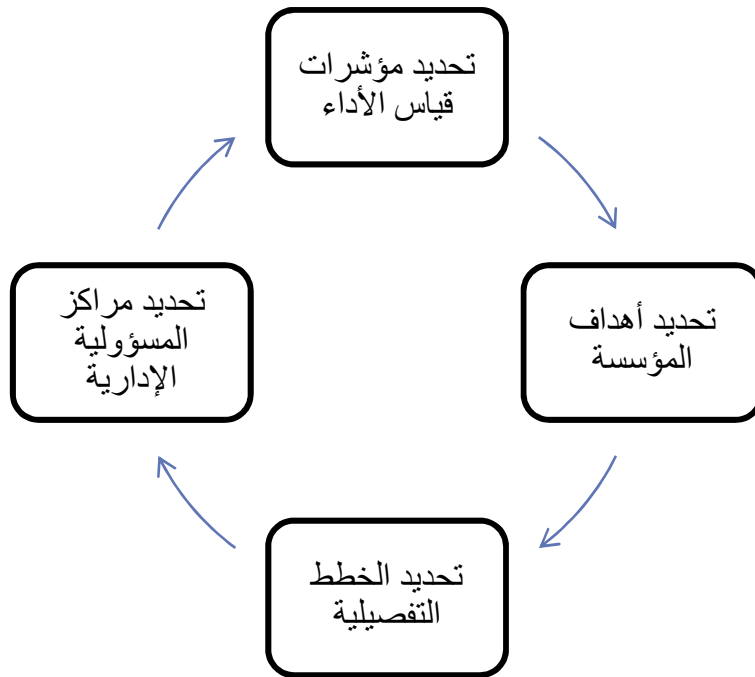 تحديد مؤشرات
قياس الأداء
تحديد أهداف
المؤسسة
تحديد الخطط
التفصيلية
تحديد مراكز
المسؤولية
الإدارية